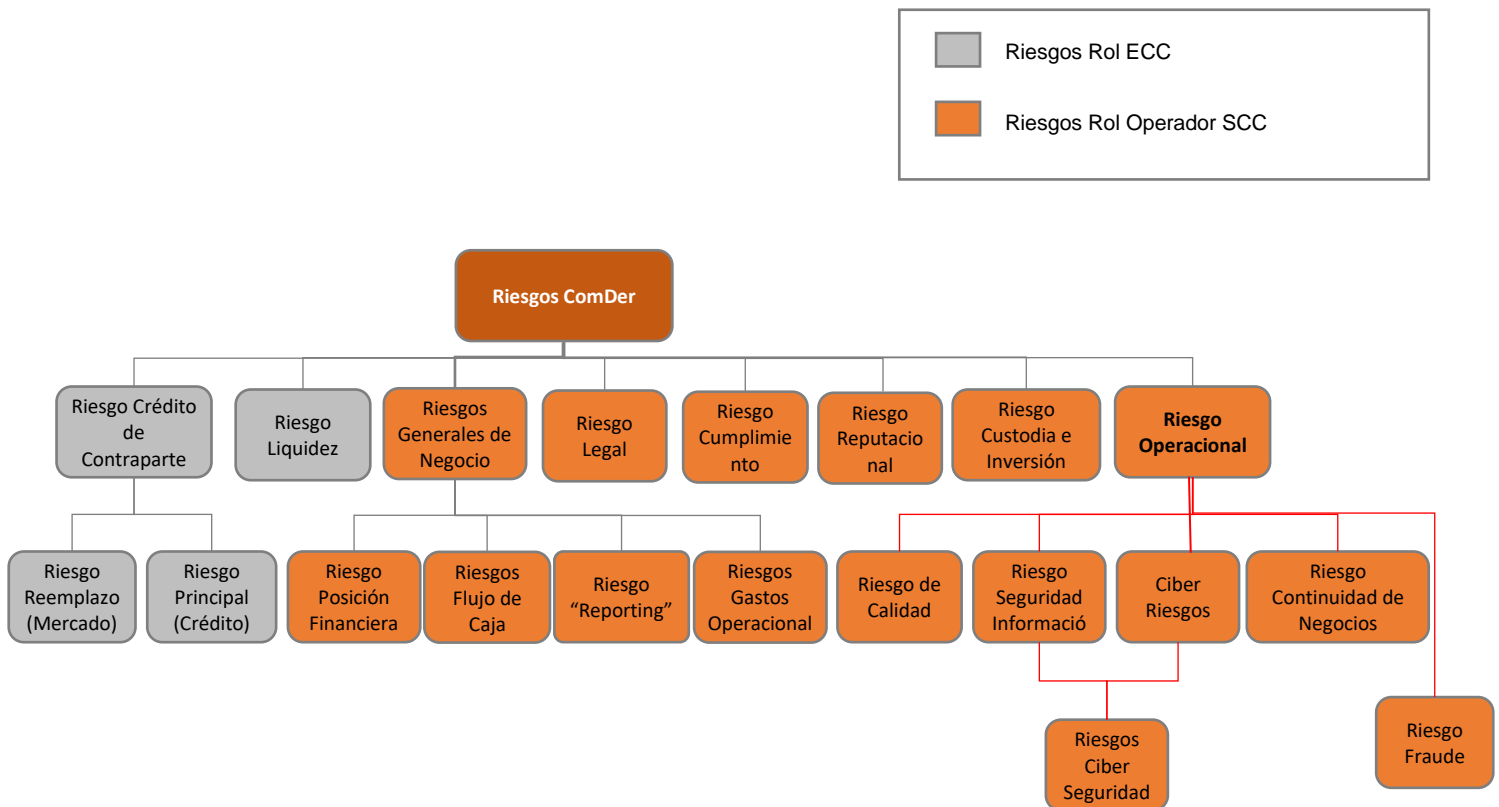 Riesgos Rol ECC
Riesgos Rol Operador SCC
Riesgos ComDer
Riesgo Crédito
de
Contraparte
Riesgo
Liquidez
Riesgos
Generales de
Negocio
Riesgo
Legal
Riesgo
Cumplimie
nto
Riesgo
Reputacio
nal
Riesgo
Custodia e
Inversión
Riesgo
Operacional
Riesgo
Reemplazo
(Mercado)
Riesgo
Principal
(Crédito)
Riesgo
Posición
Financiera
Riesgos
Flujo de
Caja
Riesgo
“Reporting”
Riesgos
Gastos
Operacional
Riesgo de
Calidad
Riesgo
Seguridad
Informació
Ciber
Riesgos
Riesgo
Continuidad de
Negocios
Riesgos
Ciber
Seguridad
Riesgo
Fraude